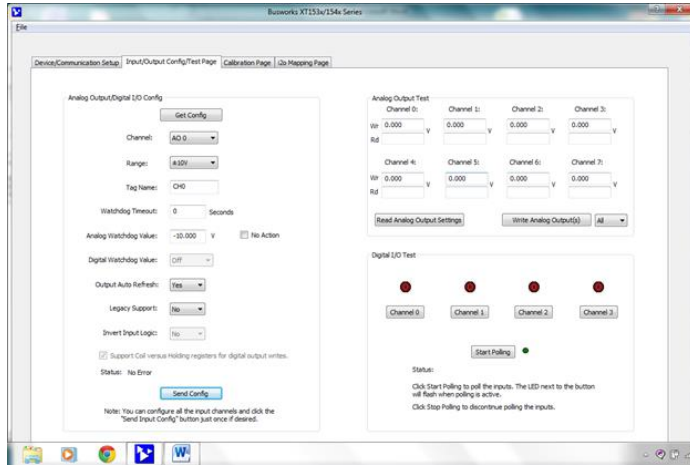 Busworks XT153x/154x Series
File
Device/Communication Setup
Input/Output Config/Test Page
Calibration Page
i2o Mapping Page
Analog Output/Digital I/O Config
Get Config
Channel: AO 0
Range: ±10V
Tag Name: CH0
Watchdog Timeout: 0 Seconds
Analog Watchdog Value: -10.000 V No Action
Digital Watchdog Value: Off
Output Auto Refresh: Yes
Legacy Support: No
Invert Input Logic: No
Support Coil versus Holding registers for digital output writes.
Status: No Error
Send Config
Note: You can configure all the input channels and click the
"Send Input Config" button just once if desired.
Analog Output Test
Channel 0: Channel 1: Channel 2: Channel 3:
Wr 0.000 V 0.000 V 0.000 V 0.000 V
Rd
Channel 4: Channel 5: Channel 6: Channel 7:
Wr 0.000 V 0.000 V 0.000 V 0.000 V
Rd
Read Analog Output Settings
Write Analog Output(s)
All
Digital I/O Test
Channel 0 Channel 1 Channel 2 Channel 3
Start Polling
Status:
Click Start Polling to poll the inputs. The LED next to the button
will flash when polling is active.
Click Stop Polling to discontinue polling the inputs.